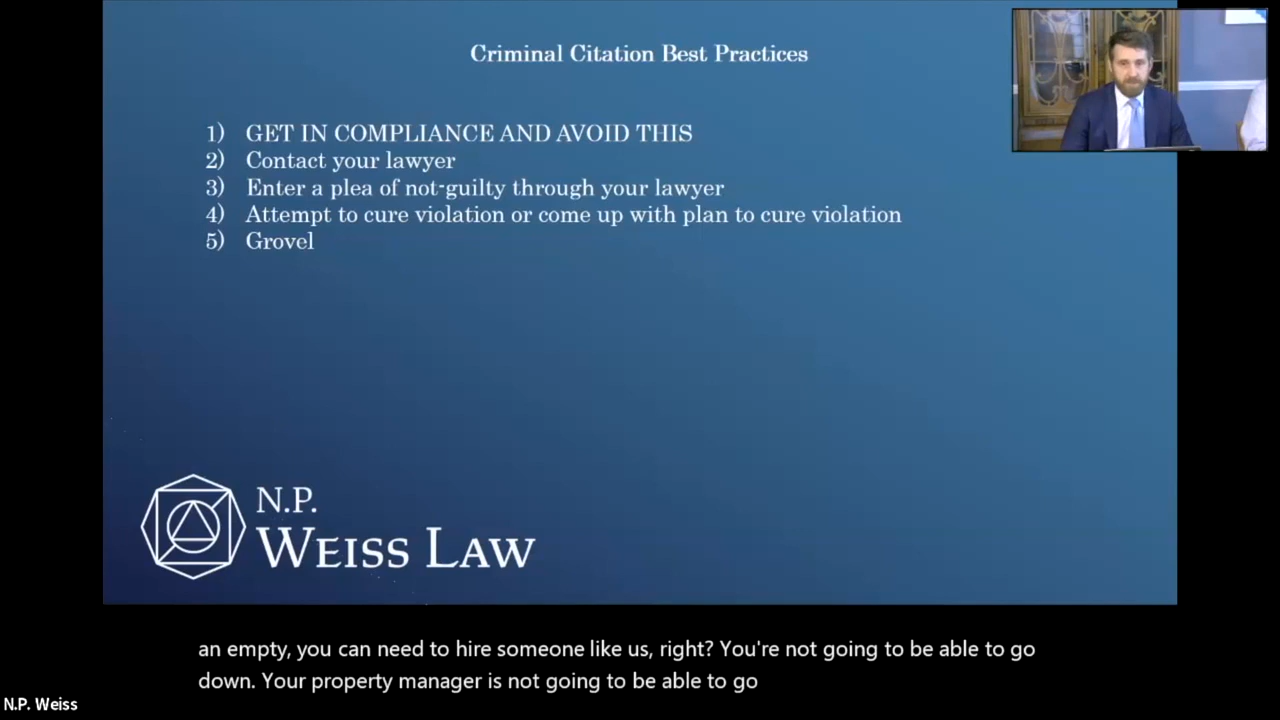 Criminal Citation Best Practices
1) GET IN COMPLIANCE AND AVOID THIS
2) Contact your lawyer
3) Enter a plea of not-guilty through your lawyer
4) Attempt to cure violation or come up with plan to cure violation
5) Grovel
N.P.
WEISS LAW
an empty, you can need to hire someone like us, right? You're not going to be able to go
down. Your property manager is not going to be able to go
N.P. Weiss